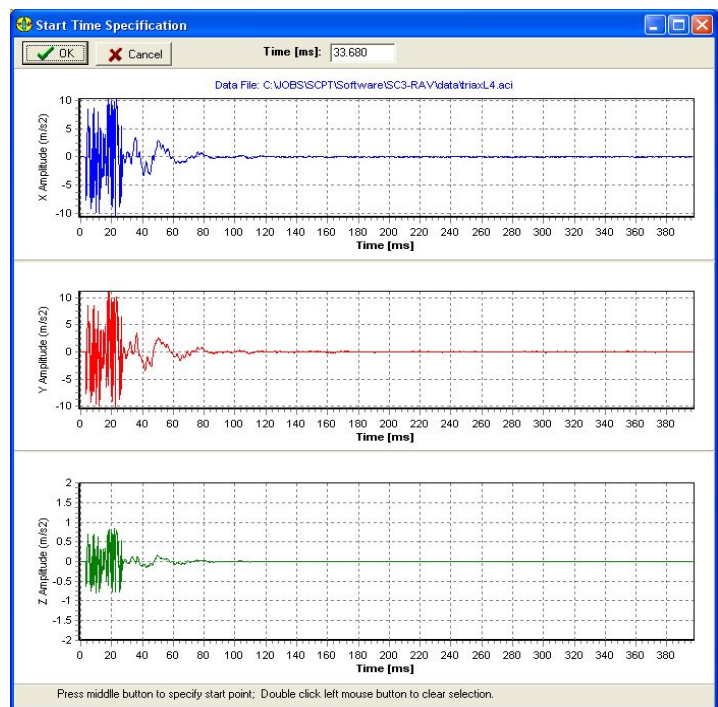 Start Time Specification
OK Cancel Time [ms]: 33.680
Data File: C:\JOBS\SCPT\Software\SC3-RAV\data\triaxL4.aci
X Amplitude (m/s2)
10
5
0
-5
-10
0 20 40 60 80 100 120 140 160 180 200 220 240 260 280 300 320 340 360 380
Time [ms]
Y Amplitude (m/s2)
10
5
0
-5
-10
0 20 40 60 80 100 120 140 160 180 200 220 240 260 280 300 320 340 360 380
Time [ms]
Z Amplitude (m/s2)
2
1.5
1
0.5
0
-0.5
-1
-1.5
-2
0 20 40 60 80 100 120 140 160 180 200 220 240 260 280 300 320 340 360 380
Time [ms]
Press middle button to specify start point; Double click left mouse button to clear selection.